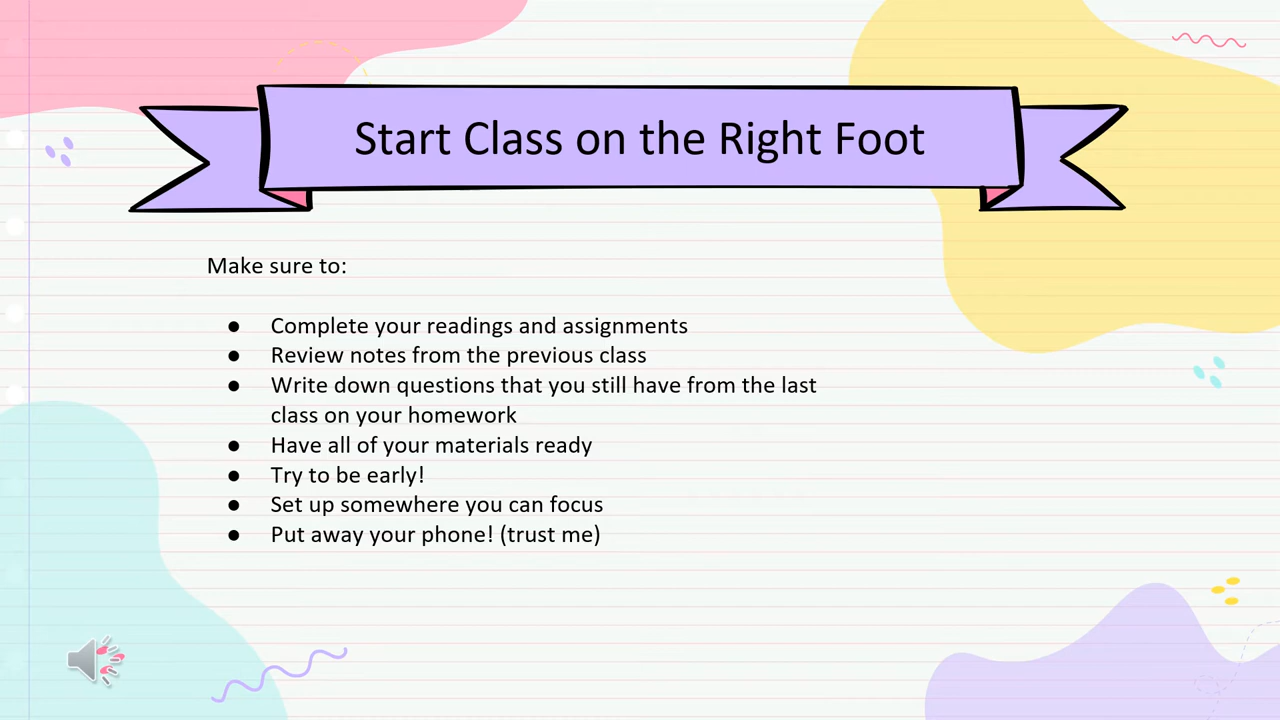 Start Class on the Right Foot
Make sure to:
● Complete your readings and assignments
● Review notes from the previous class
● Write down questions that you still have from the last
class on your homework
● Have all of your materials ready
● Try to be early!
● Set up somewhere you can focus
● Put away your phone! (trust me)